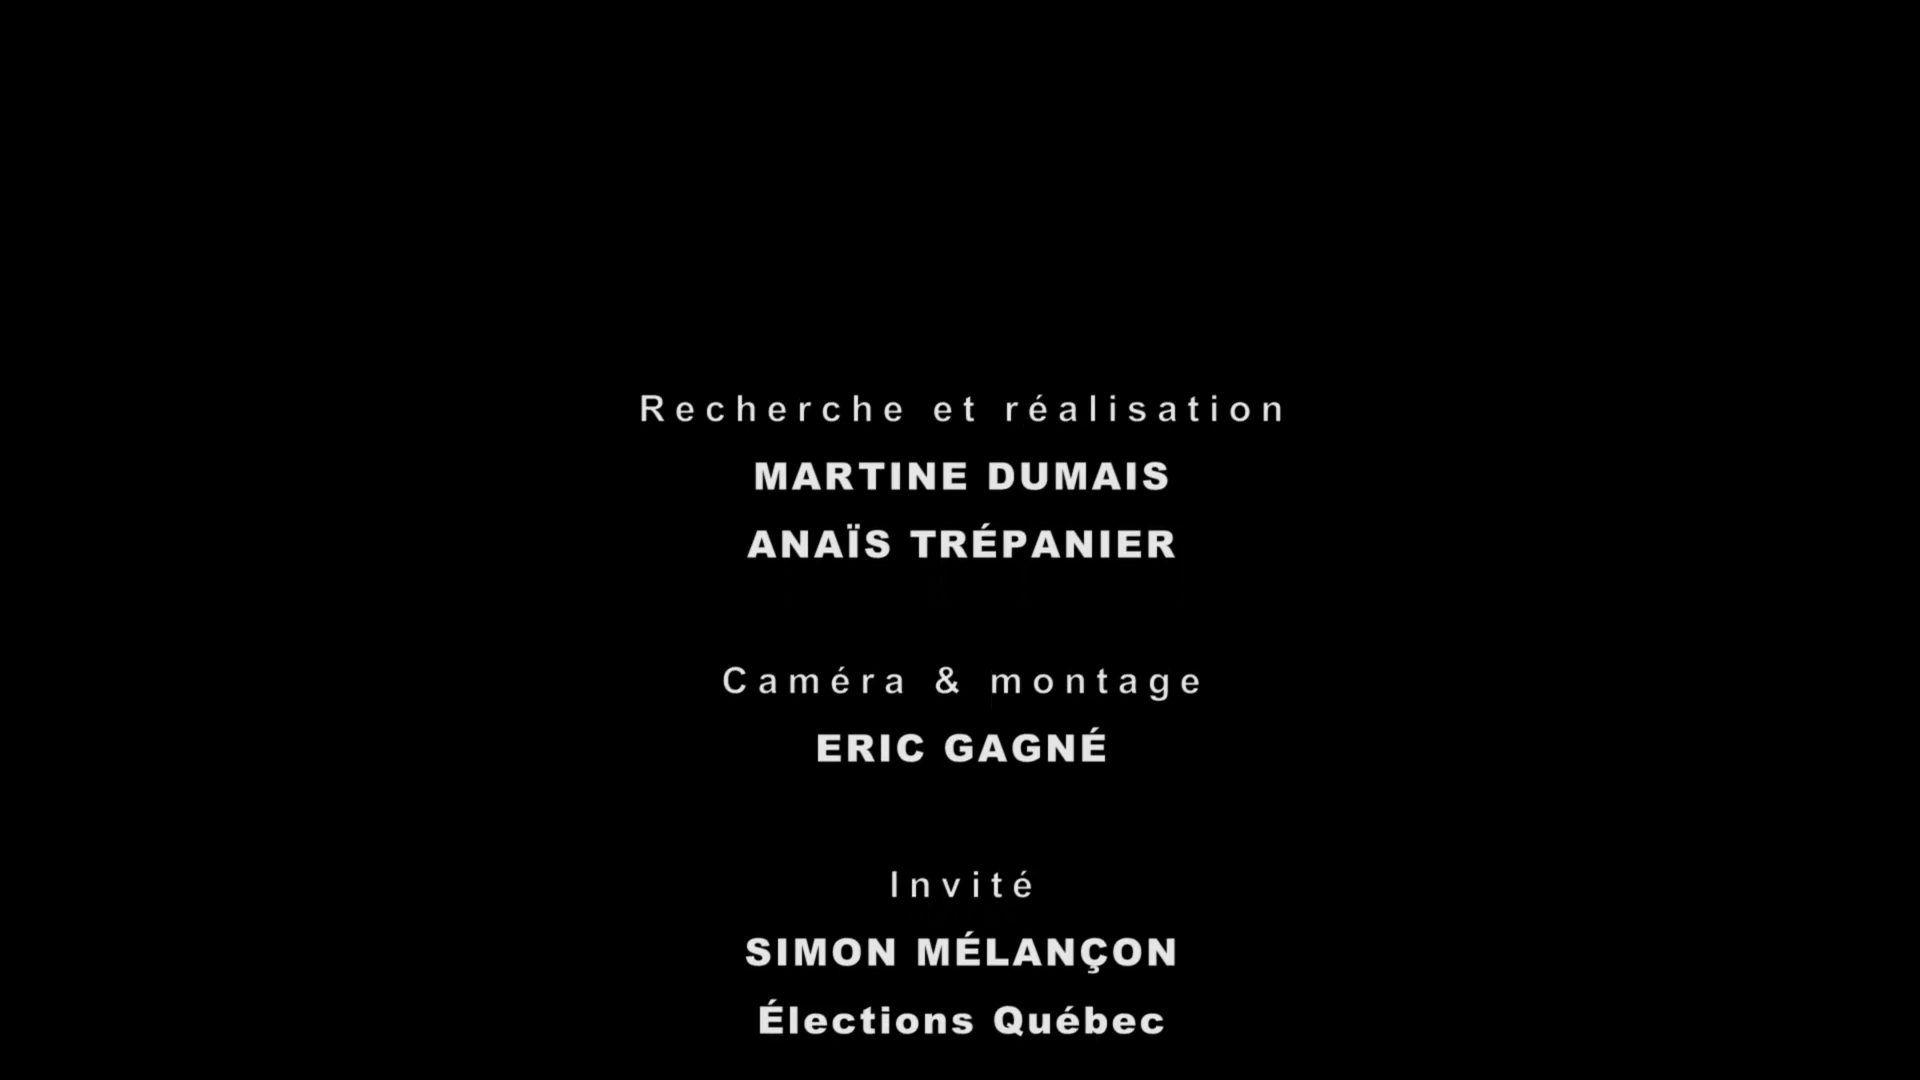 Recherche et réalisation
MARTINE DUMAIS
ANAÏS TRÉPANIER
Caméra & montage
ERIC GAGNÉ
Invité
SIMON MÉLANÇON
Élections Québec